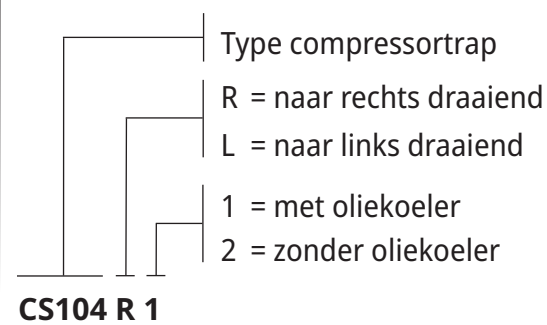 Type compressortrap
R = naar rechts draaiend
L = naar links draaiend
1 = met oliekoeler
2 = zonder oliekoeler
CS104 R 1